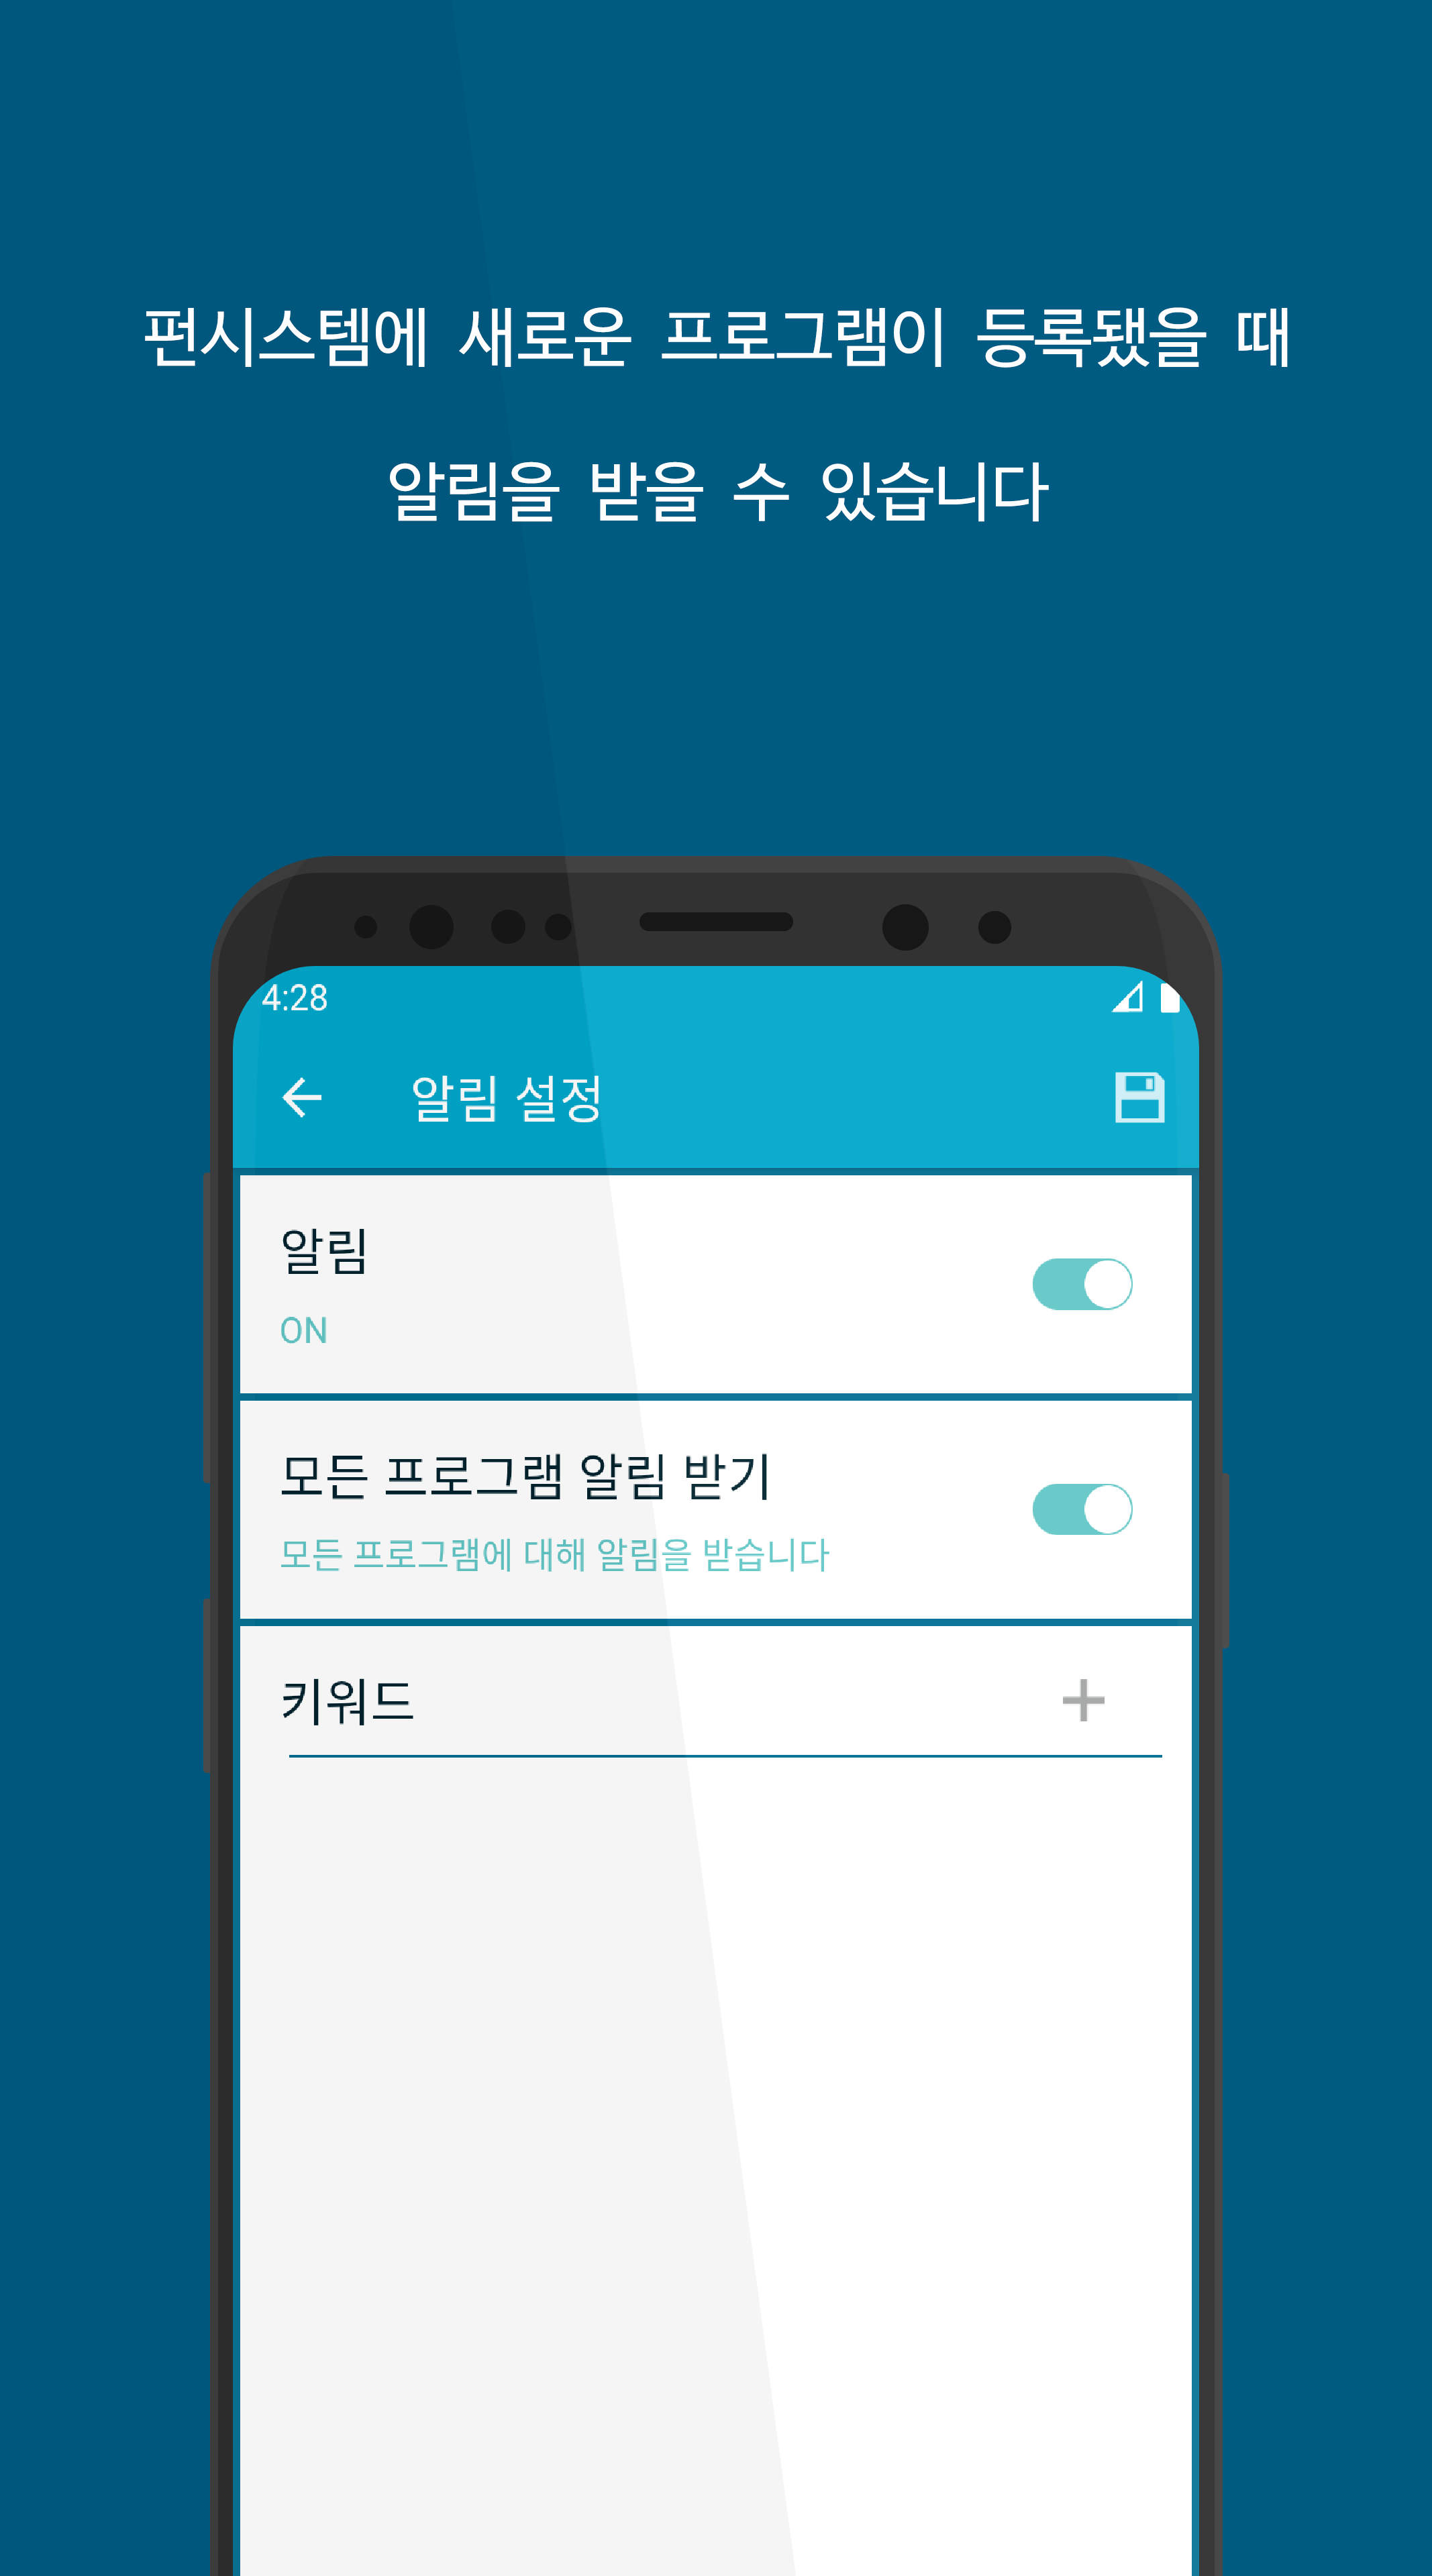 펀시스템에 새로운 프로그램이 등록됐을 때
알림을 받을 수 있습니다
4:28
알림 설정
알림
ON
모든 프로그램 알림 받기
모든 프로그램에 대해 알림을 받습니다
키워드